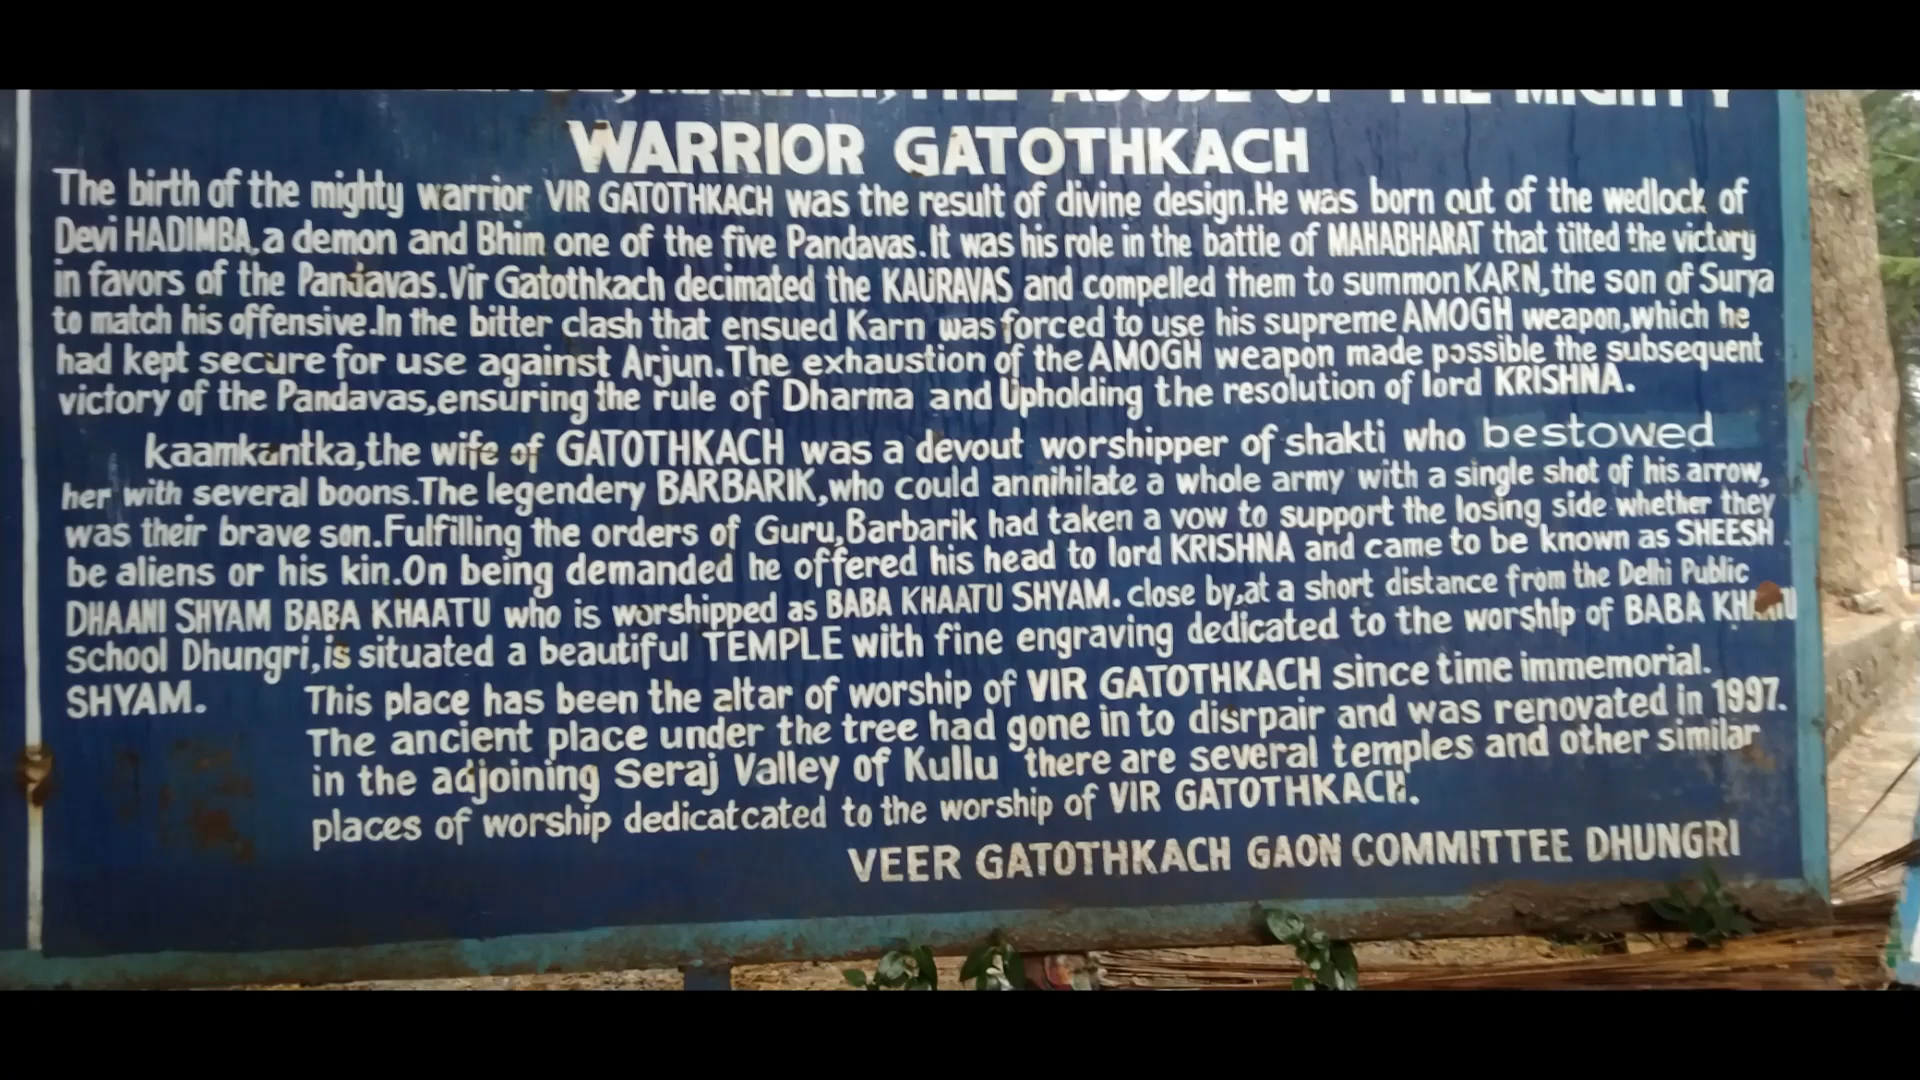 MANALI, THE ABODE OF THE MIGHTY
WARRIOR GATOTHKACH
The birth of the mighty warrior VIR GATOTHKACH was the result of divine design.He was born out of the wedlock of
Devi HADIMBA,a demon and Bhim one of the five Pandavas.It was his role in the battle of MAHABHARAT that tilted the victory
in favors of the Pandavas.Vir Gatothkach decimated the KAURAVAS and compelled them to summon KARN,the son of Surya
to match his offensive.In the bitter clash that ensued Karn was forced to use his supreme AMOGH weapon,which he
had kept secure for use against Arjun.The exhaustion of the AMOGH weapon made possible the subsequent
victory of the Pandavas,ensuring the rule of Dharma and Upholding the resolution of lord KRISHNA.
kaamkantka,the wife of GATOTHKACH was a devout worshipper of shakti who bestowed
her with several boons.The legendery BARBARIK,who could annihilate a whole army with a single shot of his arrow,
was their brave son.Fulfilling the orders of Guru,Barbarik had taken a vow to support the losing side whether they
be aliens or his kin.On being demanded he offered his head to lord KRISHNA and came to be known as SHEESH
DHAANI SHYAM BABA KHAATU who is worshipped as BABA KHAATU SHYAM. close by,at a short distance from the Delhi Public
School Dhungri,is situated a beautiful TEMPLE with fine engraving dedicated to the worship of BABA KHAATU
SHYAM. This place has been the altar of worship of VIR GATOTHKACH since time immemorial.
The ancient place under the tree had gone in to disrpair and was renovated in 1997.
in the adjoining Seraj Valley of Kullu there are several temples and other similar
places of worship dedicatcated to the worship of VIR GATOTHKACH.
VEER GATOTHKACH GAON COMMITTEE DHUNGRI